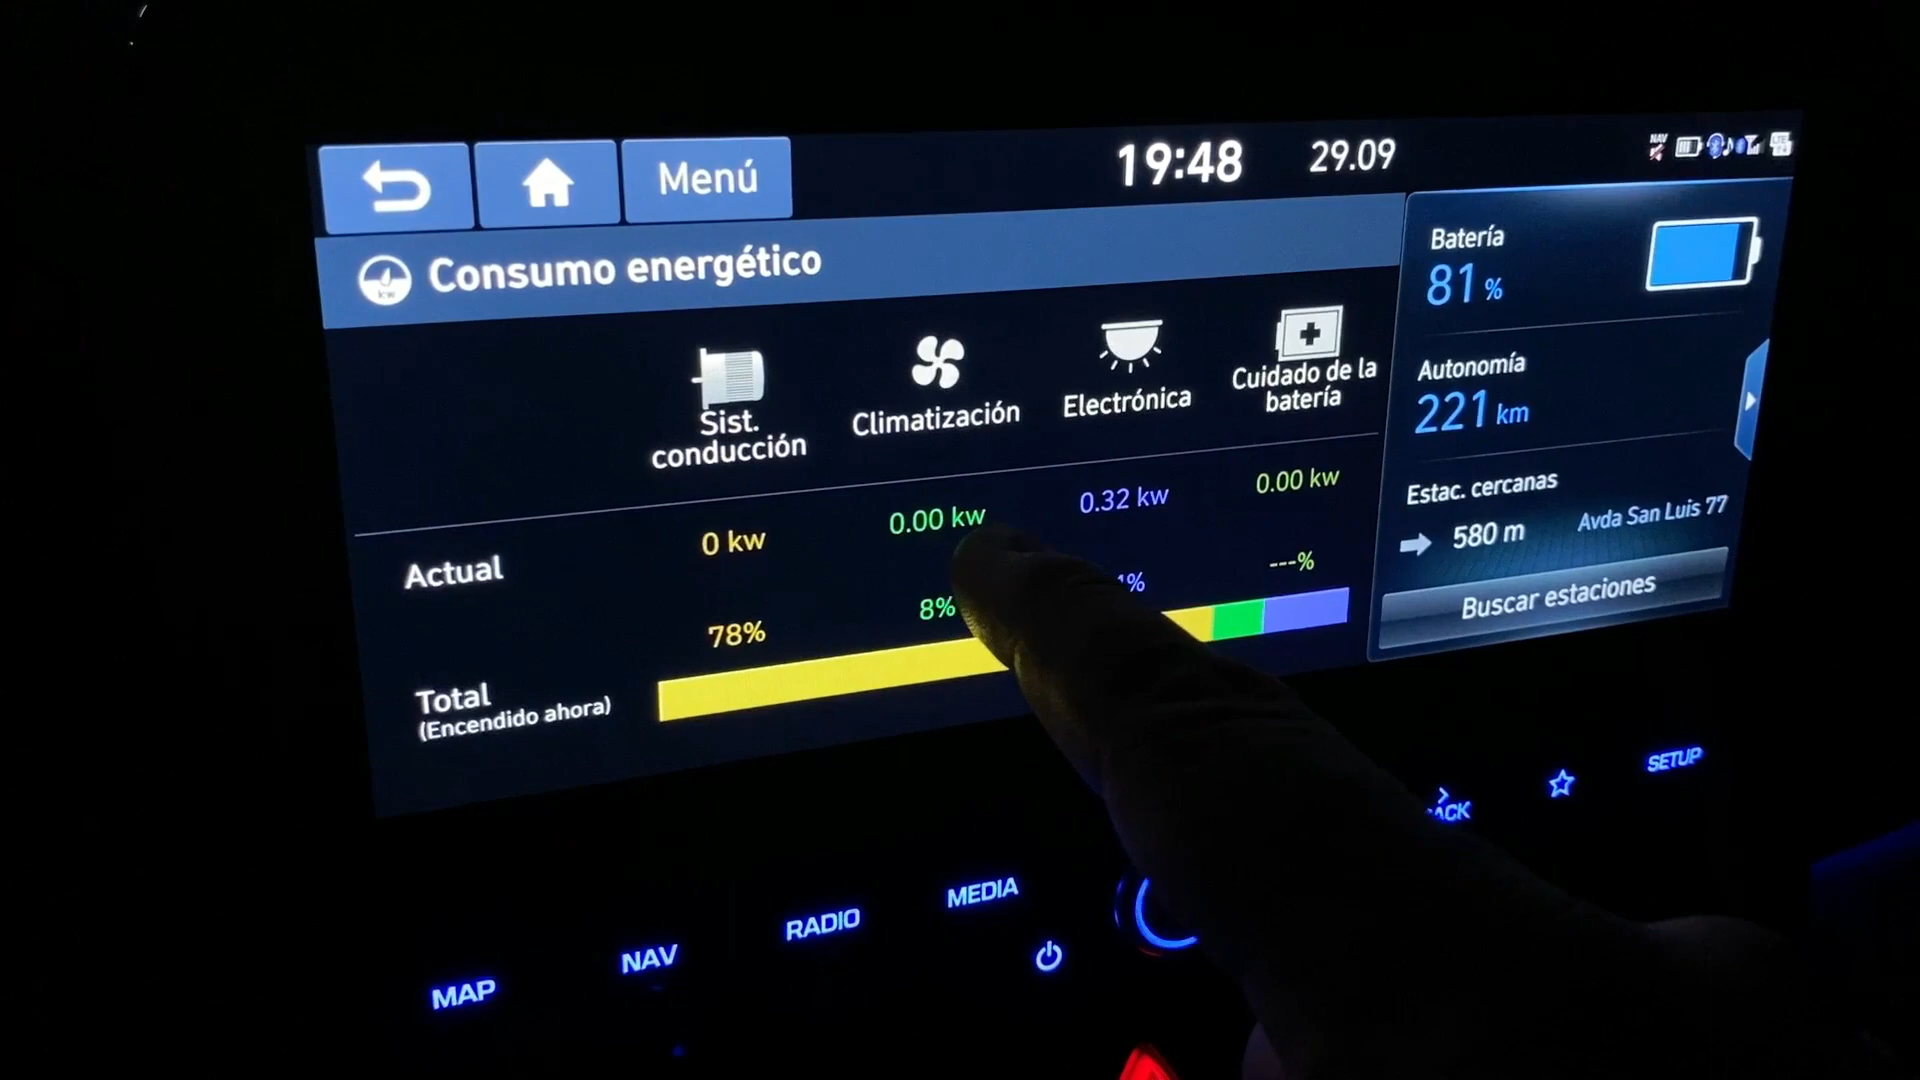 Menú
19:48
29.09
NAV
Consumo energético
Batería
81 %
Sist.
conducción
Climatización
Electrónica
Cuidado de la
batería
Autonomía
221 km
Actual
0 kw
0.00 kw
0.32 kw
0.00 kw
Estac. cercanas
580 m
Avda San Luis 77
78%
8%
---%
Total
(Encendido ahora)
Buscar estaciones
MAP
NAV
RADIO
MEDIA
SETUP